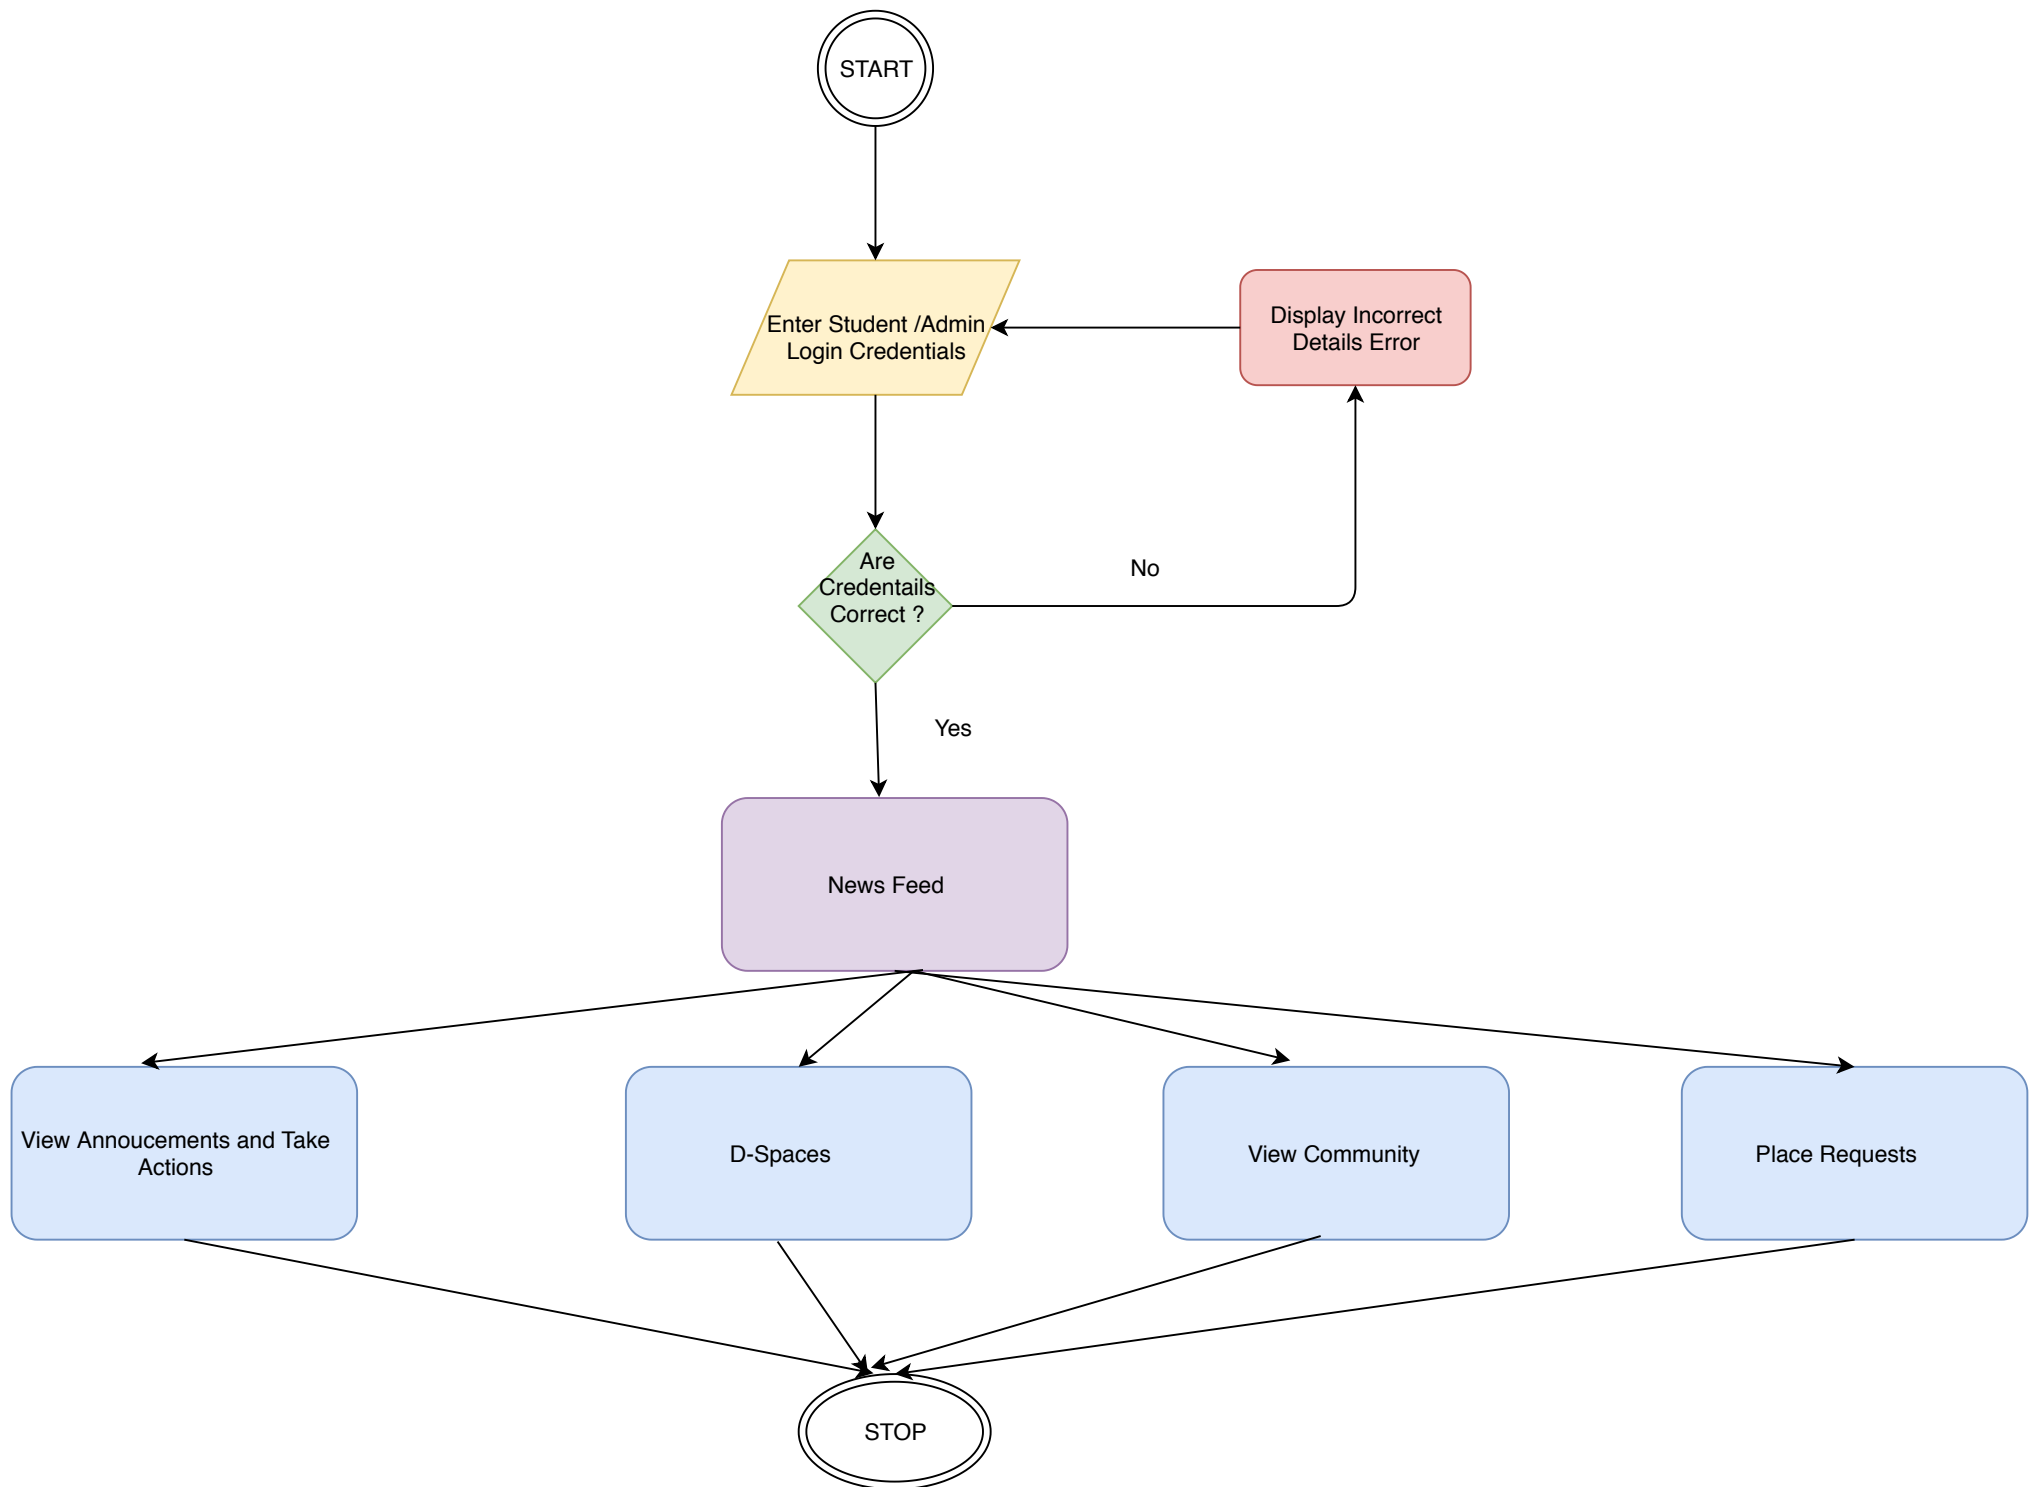 START
Enter Student /Admin
Login Credentials
Display Incorrect
Details Error
Are
Credentails
Correct ?
No
Yes
News Feed
View Annoucements and Take
Actions
D-Spaces
View Community
Place Requests
STOP